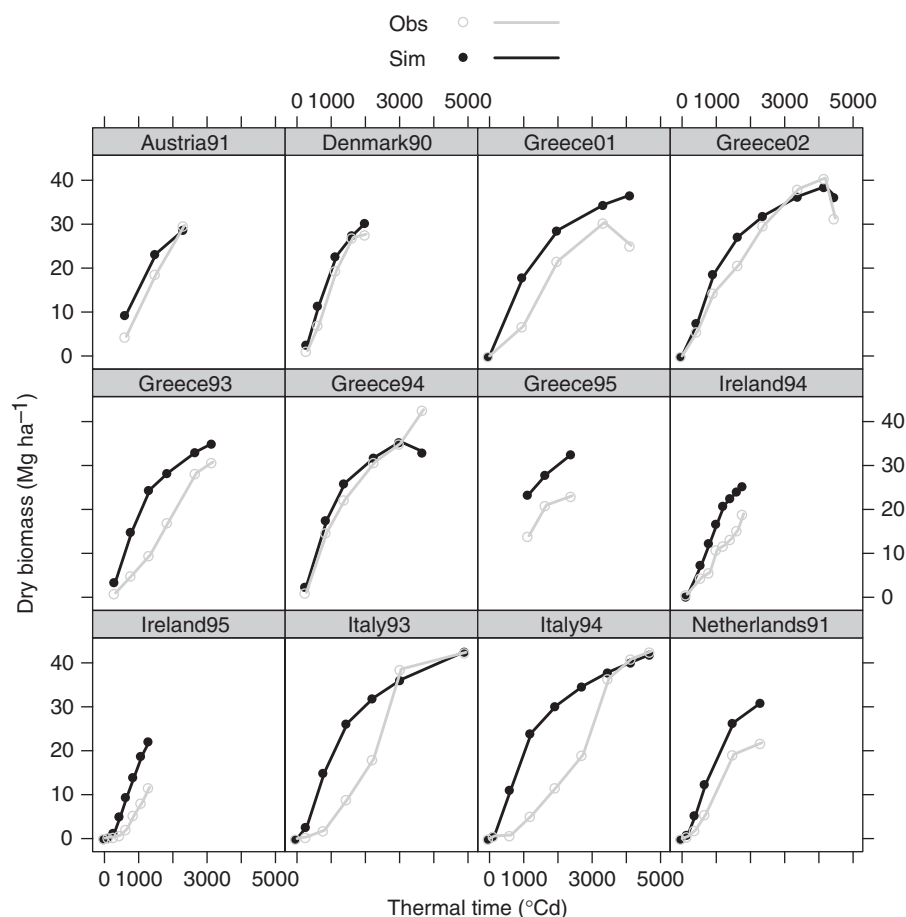 Obs
Sim
0 1000 3000 5000 0 1000 3000 5000
Austria91 Denmark90 Greece01 Greece02
40
30
20
10
0
Greece93 Greece94 Greece95 Ireland94
40
30
20
10
0
Ireland95 Italy93 Italy94 Netherlands91
40
30
20
10
0
0 1000 3000 5000 0 1000 3000 5000
Dry biomass (Mg ha⁻¹)
Thermal time (°Cd)